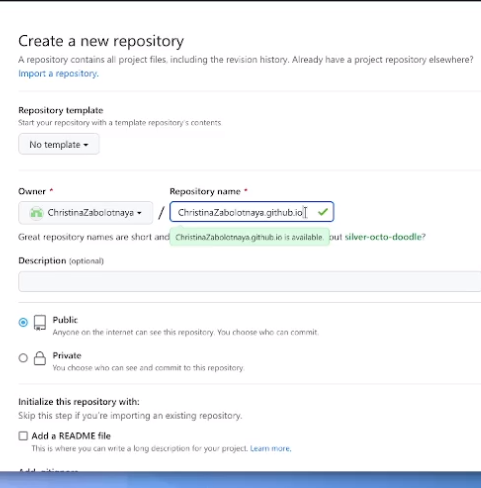 Create a new repository
A repository contains all project files, including the revision history. Already have a project repository elsewhere?
Import a repository.
Repository template
Start your repository with a template repository's contents.
No template
Owner * Repository name *
ChristinaZabolotnaya / ChristinaZabolotnaya.github.io
Great repository names are short and ChristinaZabolotnaya.github.io is available. out silver-octo-doodle?
Description (optional)
Public
Anyone on the internet can see this repository. You choose who can commit.
Private
You choose who can see and commit to this repository.
Initialize this repository with:
Skip this step if you're importing an existing repository.
Add a README file
This is where you can write a long description for your project. Learn more.